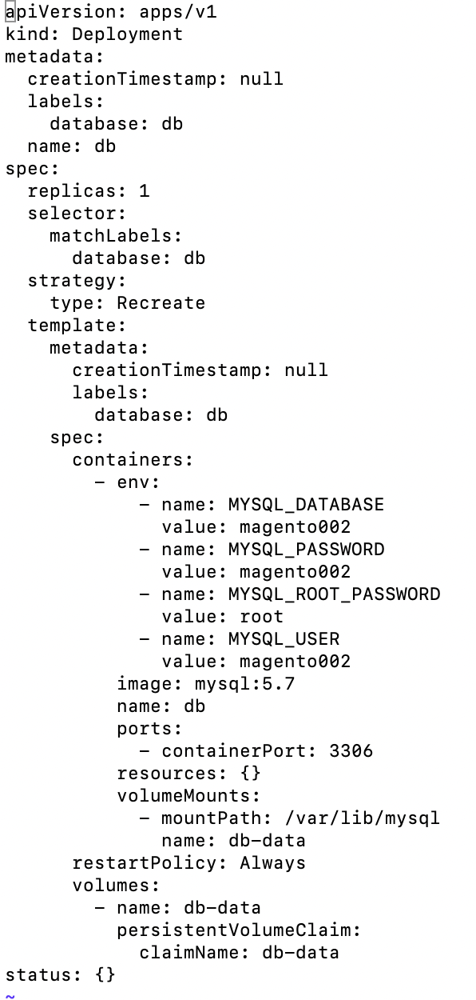 apiVersion: apps/v1
kind: Deployment
metadata:
  creationTimestamp: null
  labels:
    database: db
  name: db
spec:
  replicas: 1
  selector:
    matchLabels:
      database: db
  strategy:
    type: Recreate
  template:
    metadata:
      creationTimestamp: null
      labels:
        database: db
    spec:
      containers:
        - env:
            - name: MYSQL_DATABASE
              value: magento002
            - name: MYSQL_PASSWORD
              value: magento002
            - name: MYSQL_ROOT_PASSWORD
              value: root
            - name: MYSQL_USER
              value: magento002
          image: mysql:5.7
          name: db
          ports:
            - containerPort: 3306
          resources: {}
          volumeMounts:
            - mountPath: /var/lib/mysql
              name: db-data
      restartPolicy: Always
      volumes:
        - name: db-data
          persistentVolumeClaim:
            claimName: db-data
status: {}
~